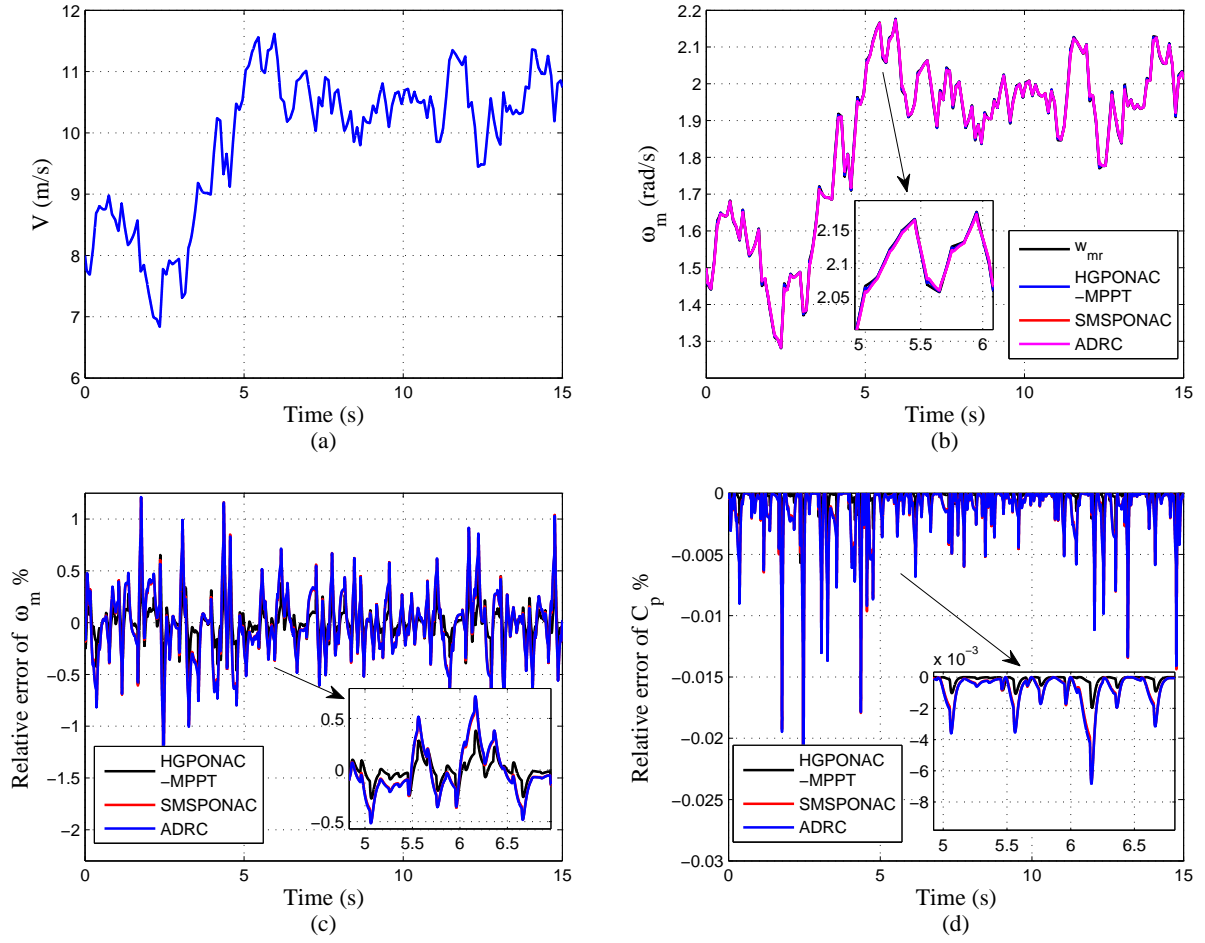 12
11
10
9
8
7
6
V (m/s)
0
5
10
15
Time (s)
(a)
2.2
2.1
2
1.9
1.8
1.7
1.6
1.5
1.4
1.3
ω_m (rad/s)
2.15
2.1
2.05
5
5.5
6
w_mr
HGPONAC
−MPPT
SMSPONAC
ADRC
0
5
10
15
Time (s)
(b)
1
0.5
0
−0.5
−1
−1.5
−2
Relative error of ω_m %
HGPONAC
−MPPT
SMSPONAC
ADRC
0.5
0
−0.5
5
5.5
6
6.5
0
5
10
15
Time (s)
(c)
0
−0.005
−0.01
−0.015
−0.02
−0.025
−0.03
Relative error of C_p %
HGPONAC
−MPPT
SMSPONAC
ADRC
x 10^−3
0
−2
−4
−6
−8
5
5.5
6
6.5
0
5
10
15
Time (s)
(d)